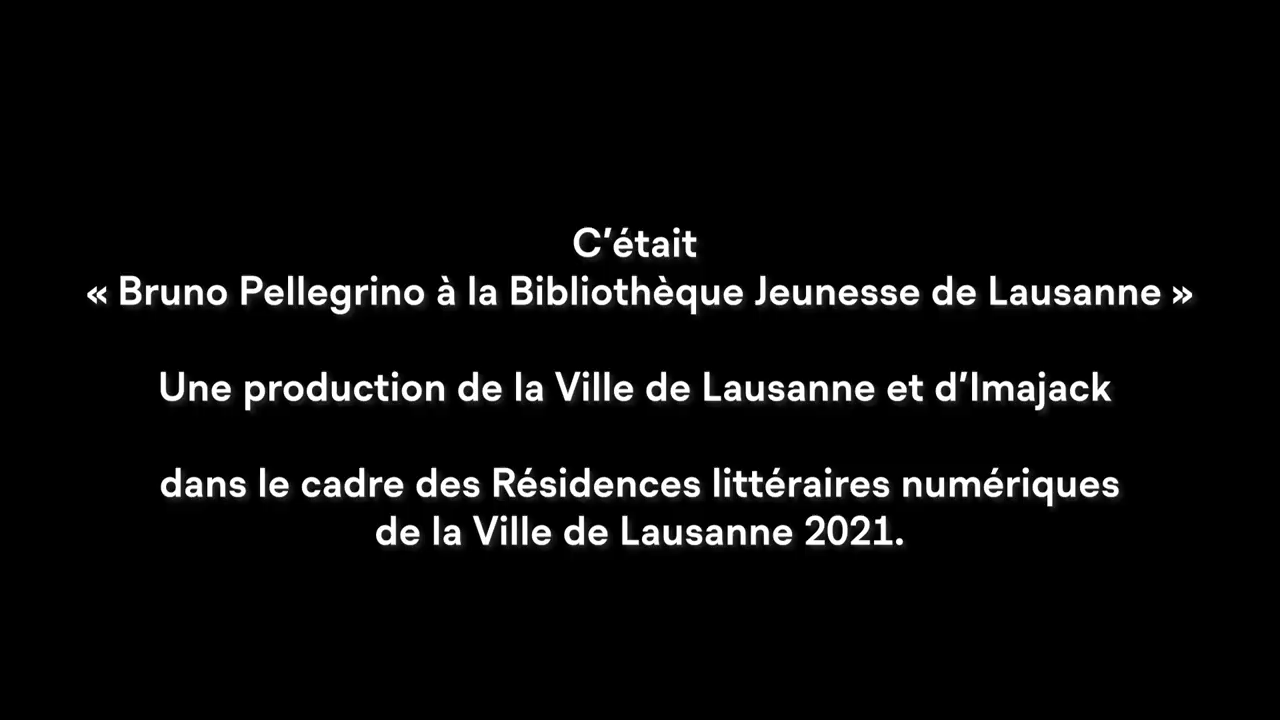 C’était
« Bruno Pellegrino à la Bibliothèque Jeunesse de Lausanne »
Une production de la Ville de Lausanne et d’Imajack
dans le cadre des Résidences littéraires numériques
de la Ville de Lausanne 2021.